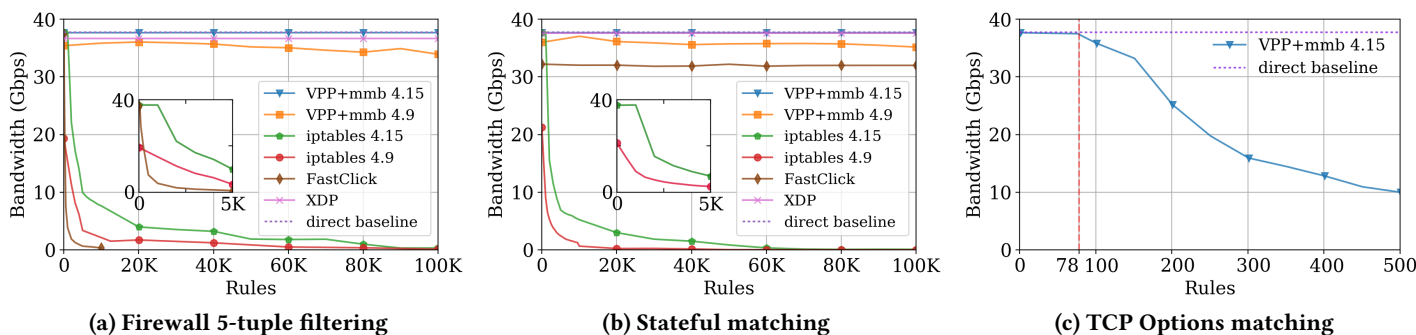 40
30
20
10
0
Bandwidth (Gbps)
40
0
0
5K
VPP+mmb 4.15
VPP+mmb 4.9
iptables 4.15
iptables 4.9
FastClick
XDP
direct baseline
0 20K 40K 60K 80K 100K
Rules
(a) Firewall 5-tuple filtering
40
30
20
10
0
Bandwidth (Gbps)
40
0
0
5K
VPP+mmb 4.15
VPP+mmb 4.9
iptables 4.15
iptables 4.9
FastClick
XDP
direct baseline
0 20K 40K 60K 80K 100K
Rules
(b) Stateful matching
40
30
20
10
0
Bandwidth (Gbps)
VPP+mmb 4.15
direct baseline
0 78 100 200 300 400 500
Rules
(c) TCP Options matching